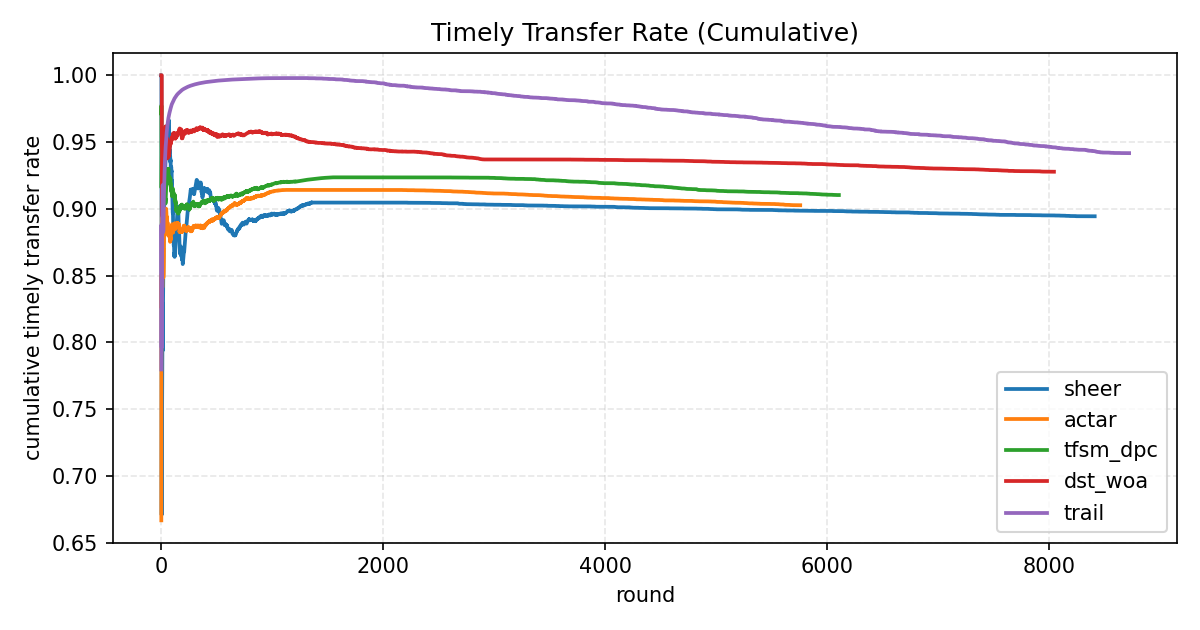 Timely Transfer Rate (Cumulative)
cumulative timely transfer rate
1.00
0.95
0.90
0.85
0.80
0.75
0.70
0.65
0
2000
4000
6000
8000
round
sheer
actar
tfsm_dpc
dst_woa
trail